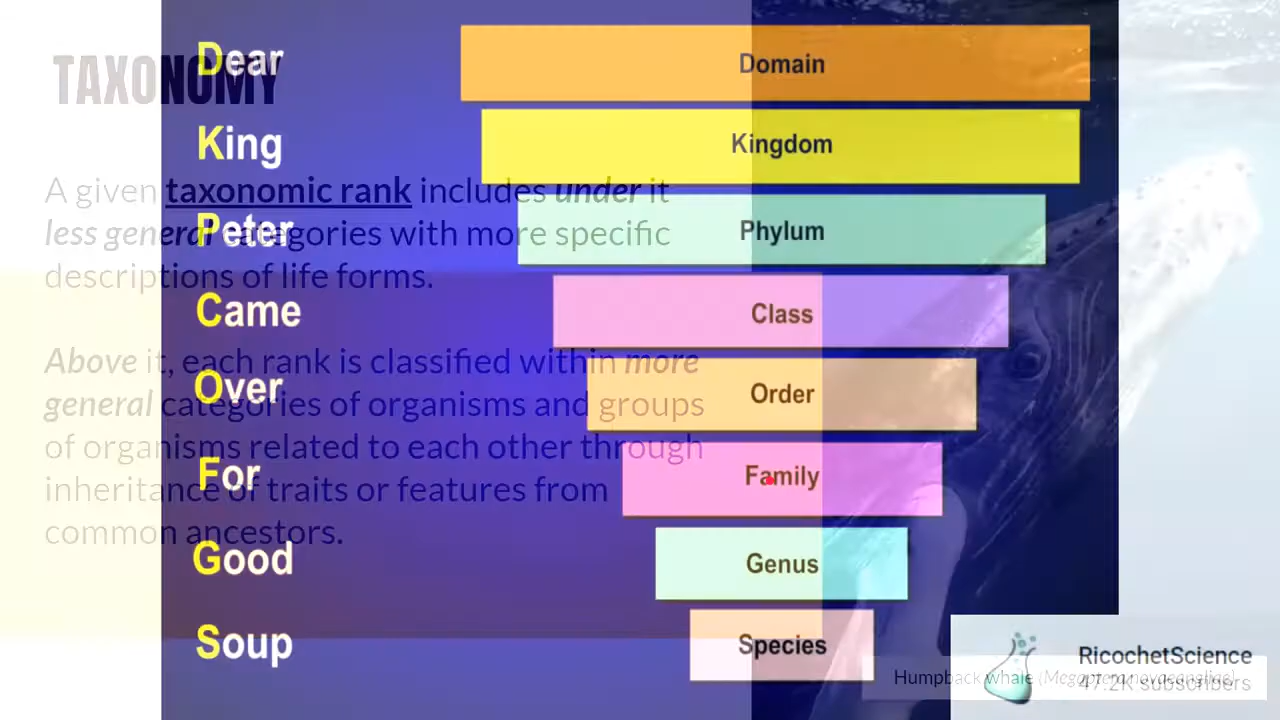 TAXONOMY
A given taxonomic rank includes under it
less general categories with more specific
descriptions of life forms.
Above it, each rank is classified within more
general categories of organisms and groups
of organisms related to each other through
inheritance of traits or features from
common ancestors.
Dear Domain
King Kingdom
Peter Phylum
Came Class
Over Order
For Family
Good Genus
Soup Species
RicochetScience
47.2K subscribers
Humpback whale (Megaptera novaeangliae)